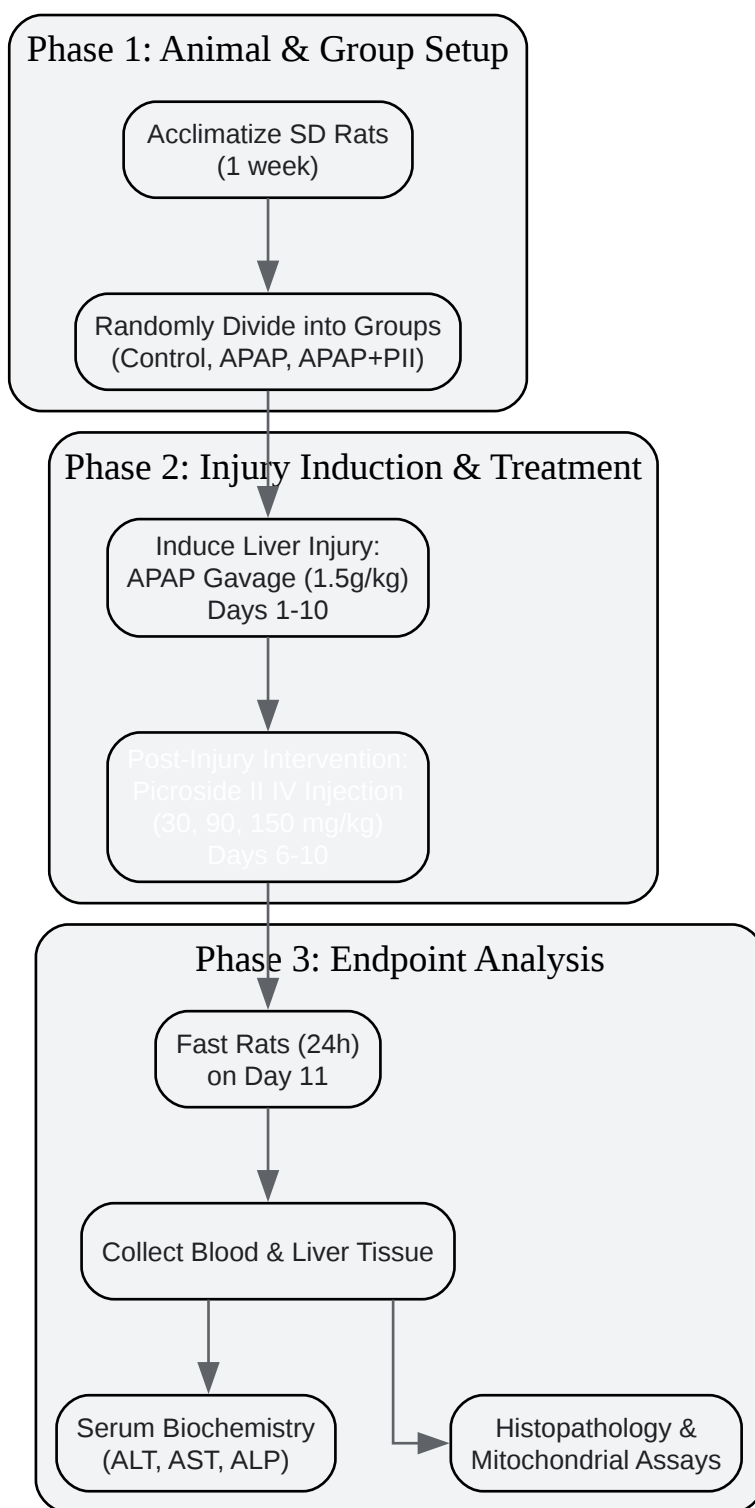 Phase 1: Animal & Group Setup
Acclimatize SD Rats
(1 week)
Randomly Divide into Groups
(Control, APAP, APAP+PII)
Phase 2: Injury Induction & Treatment
Induce Liver Injury:
APAP Gavage (1.5g/kg)
Days 1-10
Post-Injury Intervention:
Picroside II IV Injection
(30, 90, 150 mg/kg)
Days 6-10
Phase 3: Endpoint Analysis
Fast Rats (24h)
on Day 11
Collect Blood & Liver Tissue
Serum Biochemistry
(ALT, AST, ALP)
Histopathology &
Mitochondrial Assays